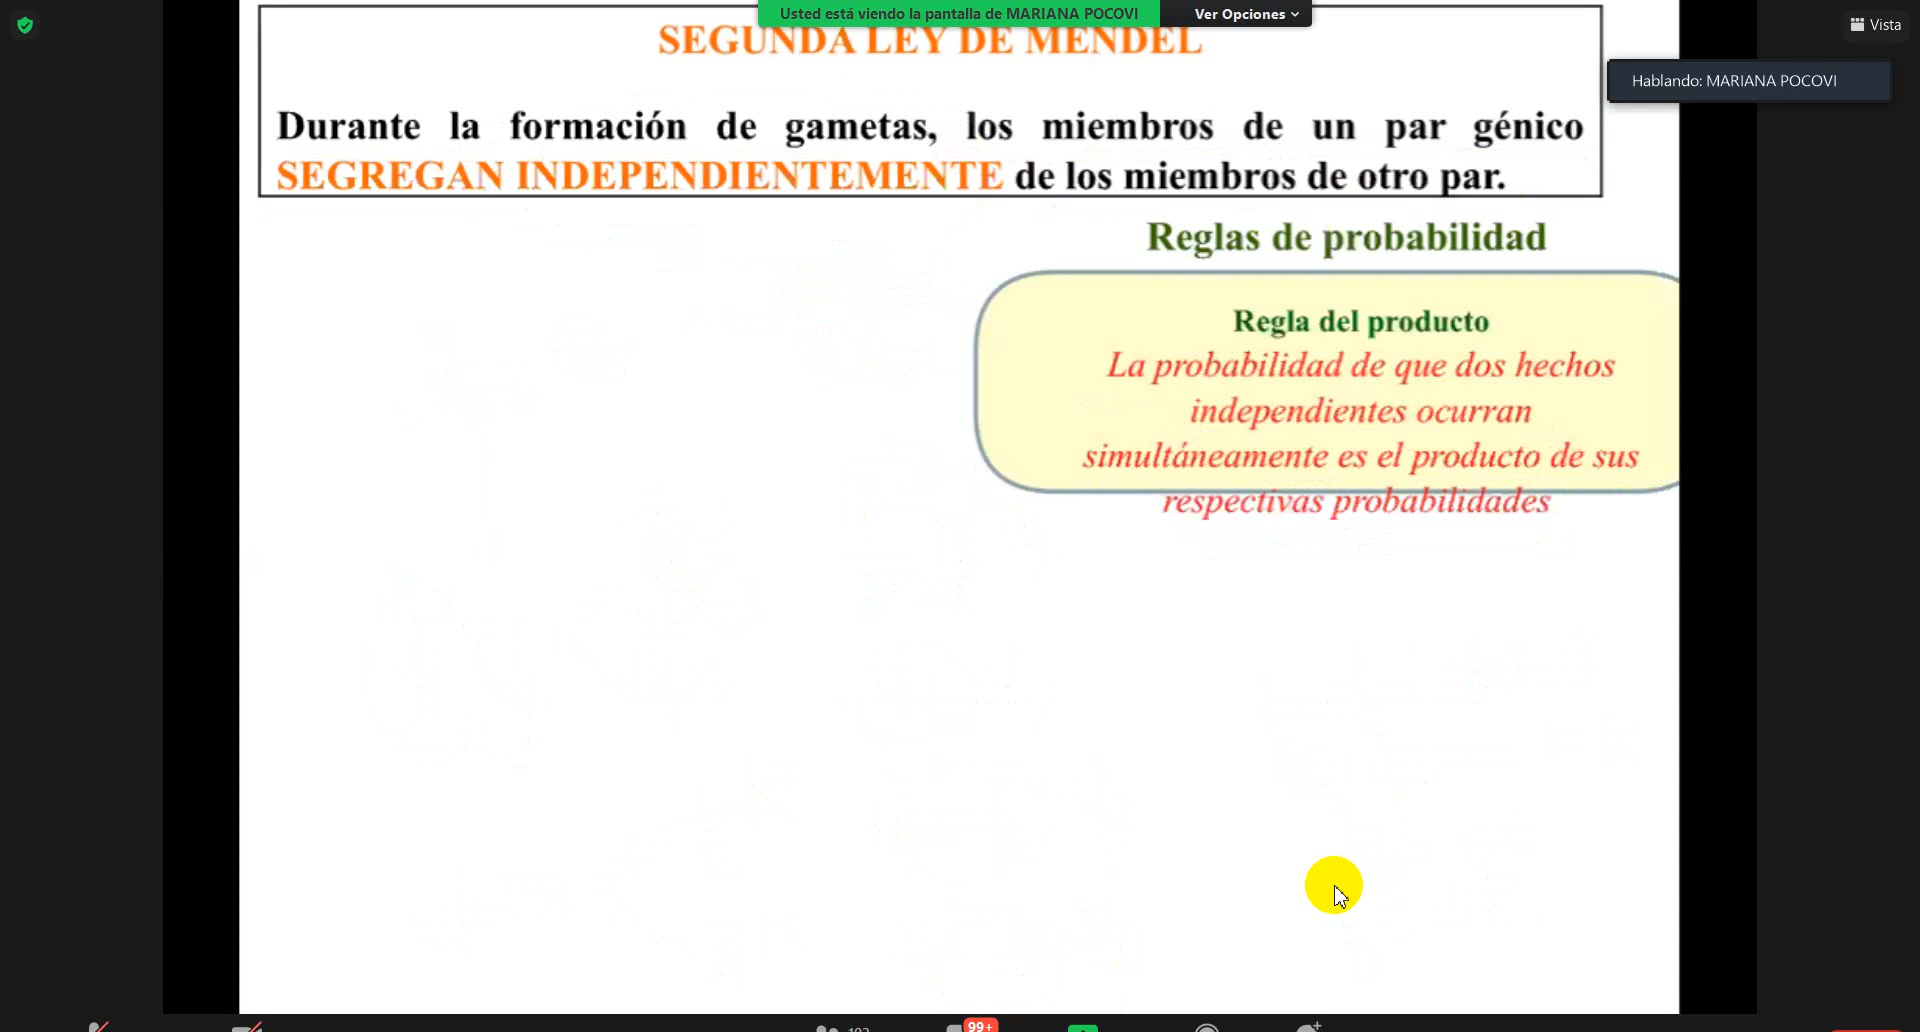 Usted está viendo la pantalla de MARIANA POCOVI
Ver Opciones
Vista
SEGUNDA LEY DE MENDEL
Hablando: MARIANA POCOVI
Durante la formación de gametas, los miembros de un par génico
SEGREGAN INDEPENDIENTEMENTE de los miembros de otro par.
Reglas de probabilidad
Regla del producto
La probabilidad de que dos hechos
independientes ocurran
simultáneamente es el producto de sus
respectivas probabilidades
99+